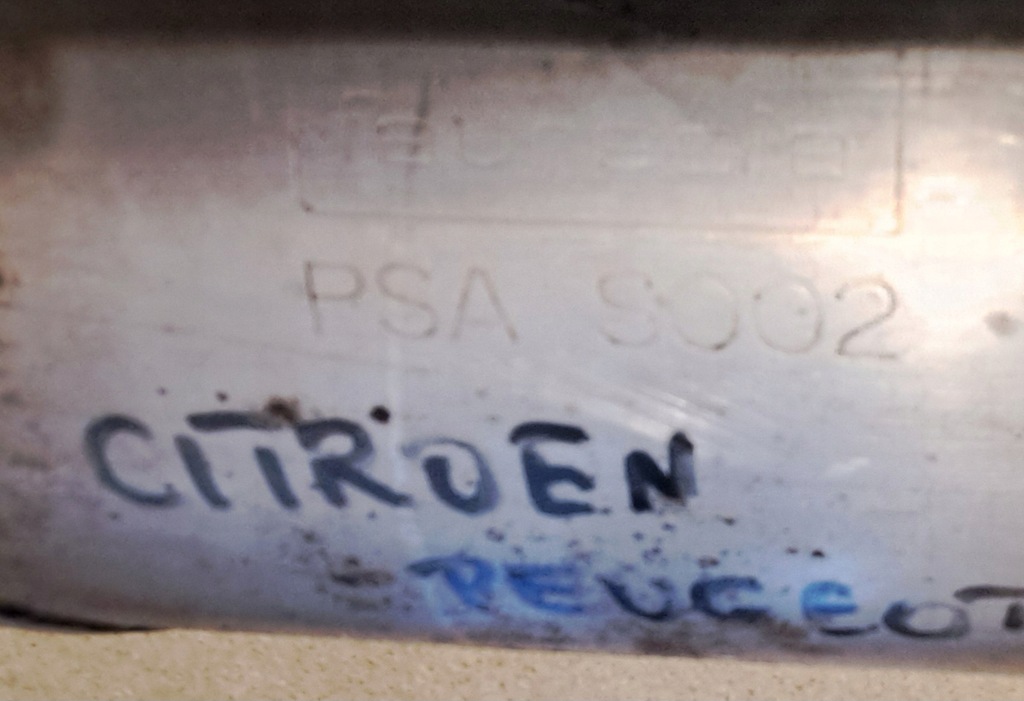 PSA S002
CITROEN
PEUGEOT